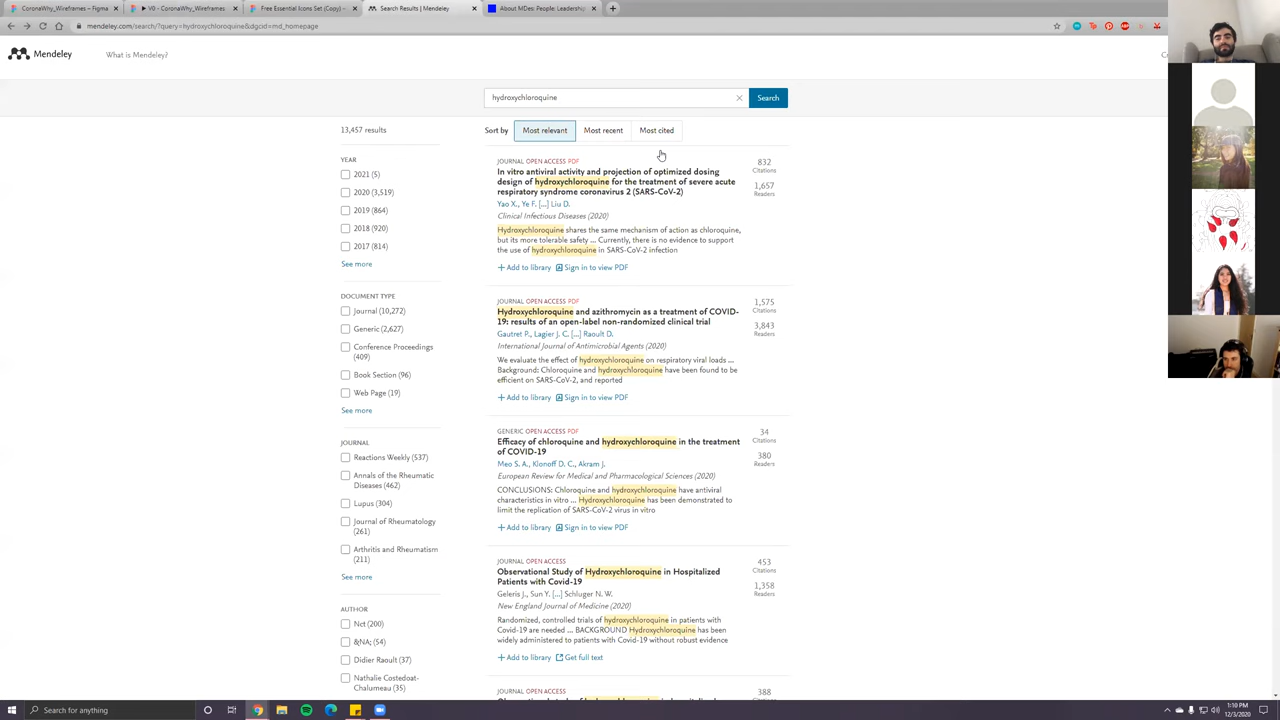 CoronaWhy_Wireframes – Figma
V8 - CoronaWhy_Wireframes
Free Essential Icons Set (Copy) –
Search Results | Mendeley
About MDes: People, Leadership
mendeley.com/search/?query=hydroxychloroquine&dgcid=md_homepage
Mendeley
What is Mendeley?
hydroxychloroquine
Search
13,457 results
Sort by
Most relevant
Most recent
Most cited
YEAR
2021 (5)
2020 (3,519)
2019 (864)
2018 (920)
2017 (814)
See more
DOCUMENT TYPE
Journal (10,272)
Generic (2,627)
Conference Proceedings
(409)
Book Section (96)
Web Page (19)
See more
JOURNAL
Reactions Weekly (537)
Annals of the Rheumatic
Diseases (462)
Lupus (304)
Journal of Rheumatology
(261)
Arthritis and Rheumatism
(211)
See more
AUTHOR
Nct (200)
&NA; (54)
Didier Raoult (37)
Nathalie Costedoat-
Chalumeau (35)
JOURNAL OPEN ACCESS PDF
In vitro antiviral activity and projection of optimized dosing
design of hydroxychloroquine for the treatment of severe acute
respiratory syndrome coronavirus 2 (SARS-CoV-2)
Yao X., Ye F. [...] Liu D.
Clinical Infectious Diseases (2020)
Hydroxychloroquine shares the same mechanism of action as chloroquine,
but its more tolerable safety ... Currently, there is no evidence to support
the use of hydroxychloroquine in SARS-CoV-2 infection
+ Add to library
Sign in to view PDF
832
Citations
1,657
Readers
JOURNAL OPEN ACCESS PDF
Hydroxychloroquine and azithromycin as a treatment of COVID-
19: results of an open-label non-randomized clinical trial
Gautret P., Lagier J. C. [...] Raoult D.
International Journal of Antimicrobial Agents (2020)
We evaluate the effect of hydroxychloroquine on respiratory viral loads ...
Background: Chloroquine and hydroxychloroquine have been found to be
efficient on SARS-CoV-2, and reported
+ Add to library
Sign in to view PDF
1,575
Citations
3,843
Readers
GENERIC OPEN ACCESS PDF
Efficacy of chloroquine and hydroxychloroquine in the treatment
of COVID-19
Meo S. A., Klonoff D. C., Akram J.
European Review for Medical and Pharmacological Sciences (2020)
CONCLUSIONS: Chloroquine and hydroxychloroquine have antiviral
characteristics in vitro ... Hydroxychloroquine has been demonstrated to
limit the replication of SARS-CoV-2 virus in vitro
+ Add to library
Sign in to view PDF
34
Citations
380
Readers
JOURNAL OPEN ACCESS
Observational Study of Hydroxychloroquine in Hospitalized
Patients with Covid-19
Geleris J., Sun Y. [...] Schluger N. W.
New England Journal of Medicine (2020)
Randomized, controlled trials of hydroxychloroquine in patients with
Covid-19 are needed ... BACKGROUND Hydroxychloroquine has been
widely administered to patients with Covid-19 without robust evidence
+ Add to library
Get full text
453
Citations
1,358
Readers
JOURNAL OPEN ACCESS
388
Search for anything
1:10 PM
12/3/2020